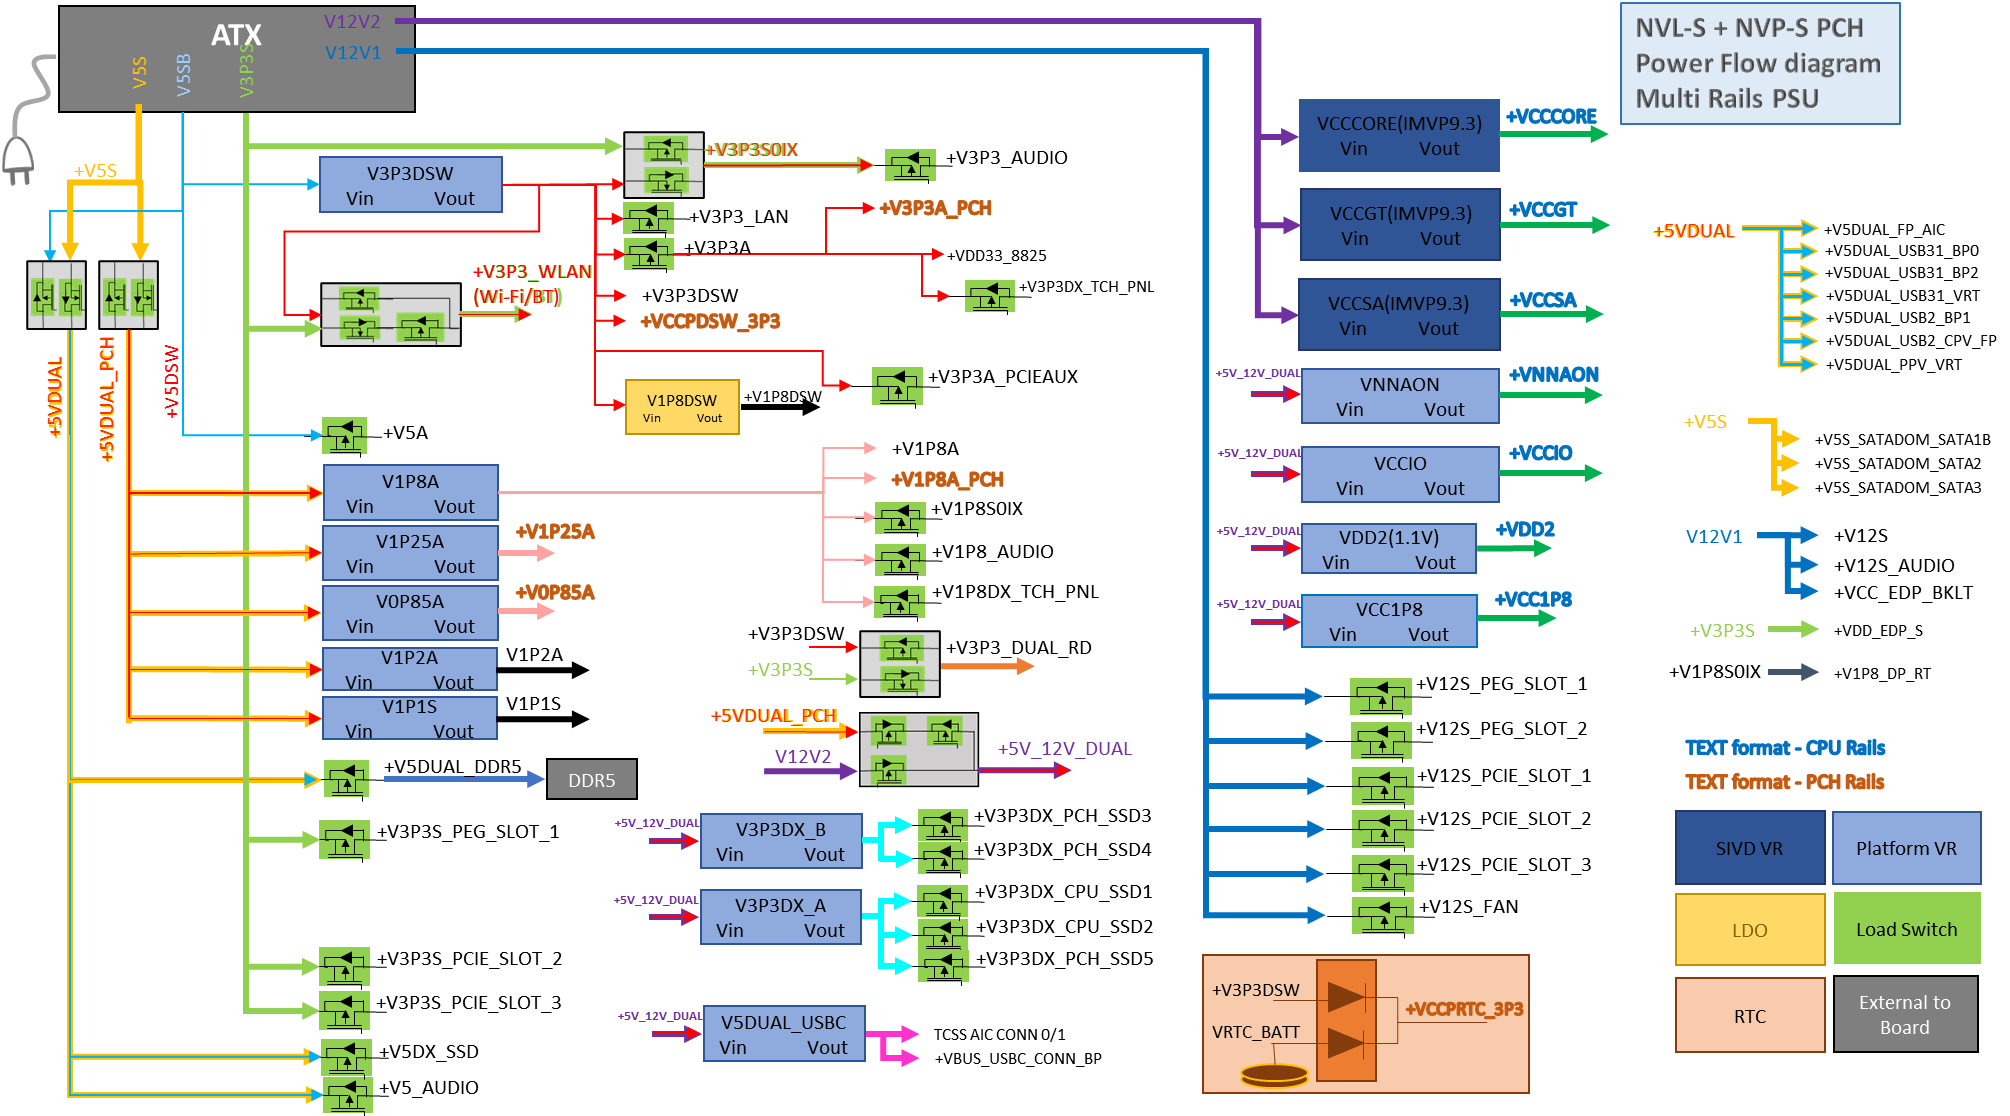 ATX
V12V2
V12V1
V5S
V5SB
V3P3S
NVL-S + NVP-S PCH
Power Flow diagram
Multi Rails PSU
+V5S
V3P3DSW
Vin Vout
+V3P3S0IX
+V3P3_AUDIO
+V3P3_LAN
+V3P3A
+V3P3A_PCH
+VDD33_8825
+V3P3DX_TCH_PNL
+V3P3_WLAN
(Wi-Fi/BT)
+V3P3DSW
+VCCPDSW_3P3
+V3P3A_PCIEAUX
V1P8DSW
Vin Vout
+V1P8DSW
+5VDUAL
+5VDUAL_PCH
+V5DSW
+V5A
V1P8A
Vin Vout
+V1P8A
+V1P8A_PCH
+V1P8S0IX
+V1P8_AUDIO
+V1P8DX_TCH_PNL
V1P25A
Vin Vout
+V1P25A
V0P85A
Vin Vout
+V0P85A
V1P2A
Vin Vout
V1P2A
V1P1S
Vin Vout
V1P1S
+V3P3DSW
+V3P3S
+V3P3_DUAL_RD
+5VDUAL_PCH
V12V2
+5V_12V_DUAL
+V5DUAL_DDR5
DDR5
+V3P3S_PEG_SLOT_1
+V3P3S_PCIE_SLOT_2
+V3P3S_PCIE_SLOT_3
+V5DX_SSD
+V5_AUDIO
+5V_12V_DUAL
V3P3DX_B
Vin Vout
+V3P3DX_PCH_SSD3
+V3P3DX_PCH_SSD4
+5V_12V_DUAL
V3P3DX_A
Vin Vout
+V3P3DX_CPU_SSD1
+V3P3DX_CPU_SSD2
+V3P3DX_PCH_SSD5
+5V_12V_DUAL
V5DUAL_USBC
Vin Vout
TCSS AIC CONN 0/1
+VBUS_USBC_CONN_BP
VCCCORE(IMVP9.3)
Vin Vout
+VCCCORE
VCCGT(IMVP9.3)
Vin Vout
+VCCGT
VCCSA(IMVP9.3)
Vin Vout
+VCCSA
+5V_12V_DUAL
VNNAON
Vin Vout
+VNNAON
+5V_12V_DUAL
VCCIO
Vin Vout
+VCCIO
+5V_12V_DUAL
VDD2(1.1V)
Vin Vout
+VDD2
+5V_12V_DUAL
VCC1P8
Vin Vout
+VCC1P8
+V12S_PEG_SLOT_1
+V12S_PEG_SLOT_2
+V12S_PCIE_SLOT_1
+V12S_PCIE_SLOT_2
+V12S_PCIE_SLOT_3
+V12S_FAN
+V3P3DSW
VRTC_BATT
+VCCPRTC_3P3
+5VDUAL
+V5DUAL_FP_AIC
+V5DUAL_USB31_BP0
+V5DUAL_USB31_BP2
+V5DUAL_USB31_VRT
+V5DUAL_USB2_BP1
+V5DUAL_USB2_CPV_FP
+V5DUAL_PPV_VRT
+V5S
+V5S_SATADOM_SATA1B
+V5S_SATADOM_SATA2
+V5S_SATADOM_SATA3
V12V1
+V12S
+V12S_AUDIO
+VCC_EDP_BKLT
+V3P3S
+VDD_EDP_S
+V1P8S0IX
+V1P8_DP_RT
TEXT format - CPU Rails
TEXT format - PCH Rails
SIVD VR
Platform VR
LDO
Load Switch
RTC
External to
Board